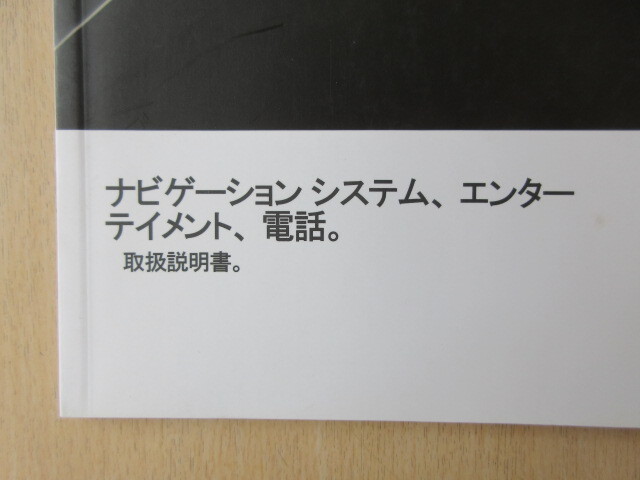 ナビゲーション システム、エンター
テイメント、電話。
取扱説明書。